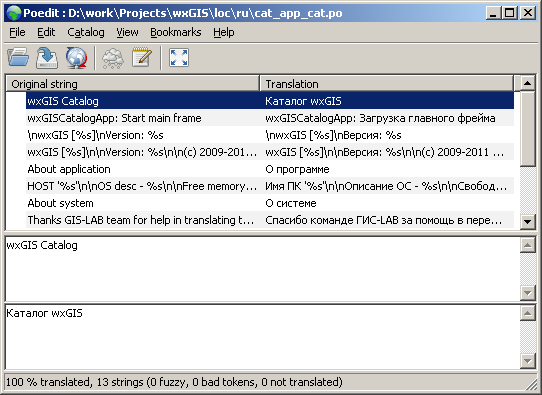 Poedit : D:\work\Projects\wxGIS\loc\ru\cat_app_cat.po
File Edit Catalog View Bookmarks Help
Original string Translation
wxGIS Catalog Каталог wxGIS
wxGISCatalogApp: Start main frame wxGISCatalogApp: Загрузка главного фрейма
\nwxGIS [%s]\nVersion: %s \nwxGIS [%s]\nВерсия: %s
wxGIS [%s]\n\nVersion: %s\n\n(c) 2009-201... wxGIS [%s]\n\nВерсия: %s\n\n(c) 2009-2011 ...
About application О программе
HOST '%s'\n\nOS desc - %s\n\nFree memory... Имя ПК '%s'\n\nОписание ОС - %s\n\nСвобод...
About system О системе
Thanks GIS-LAB team for help in translating t... Спасибо команде ГИС-LAB за помощь в пере...
wxGIS Catalog
Каталог wxGIS
100 % translated, 13 strings (0 fuzzy, 0 bad tokens, 0 not translated)